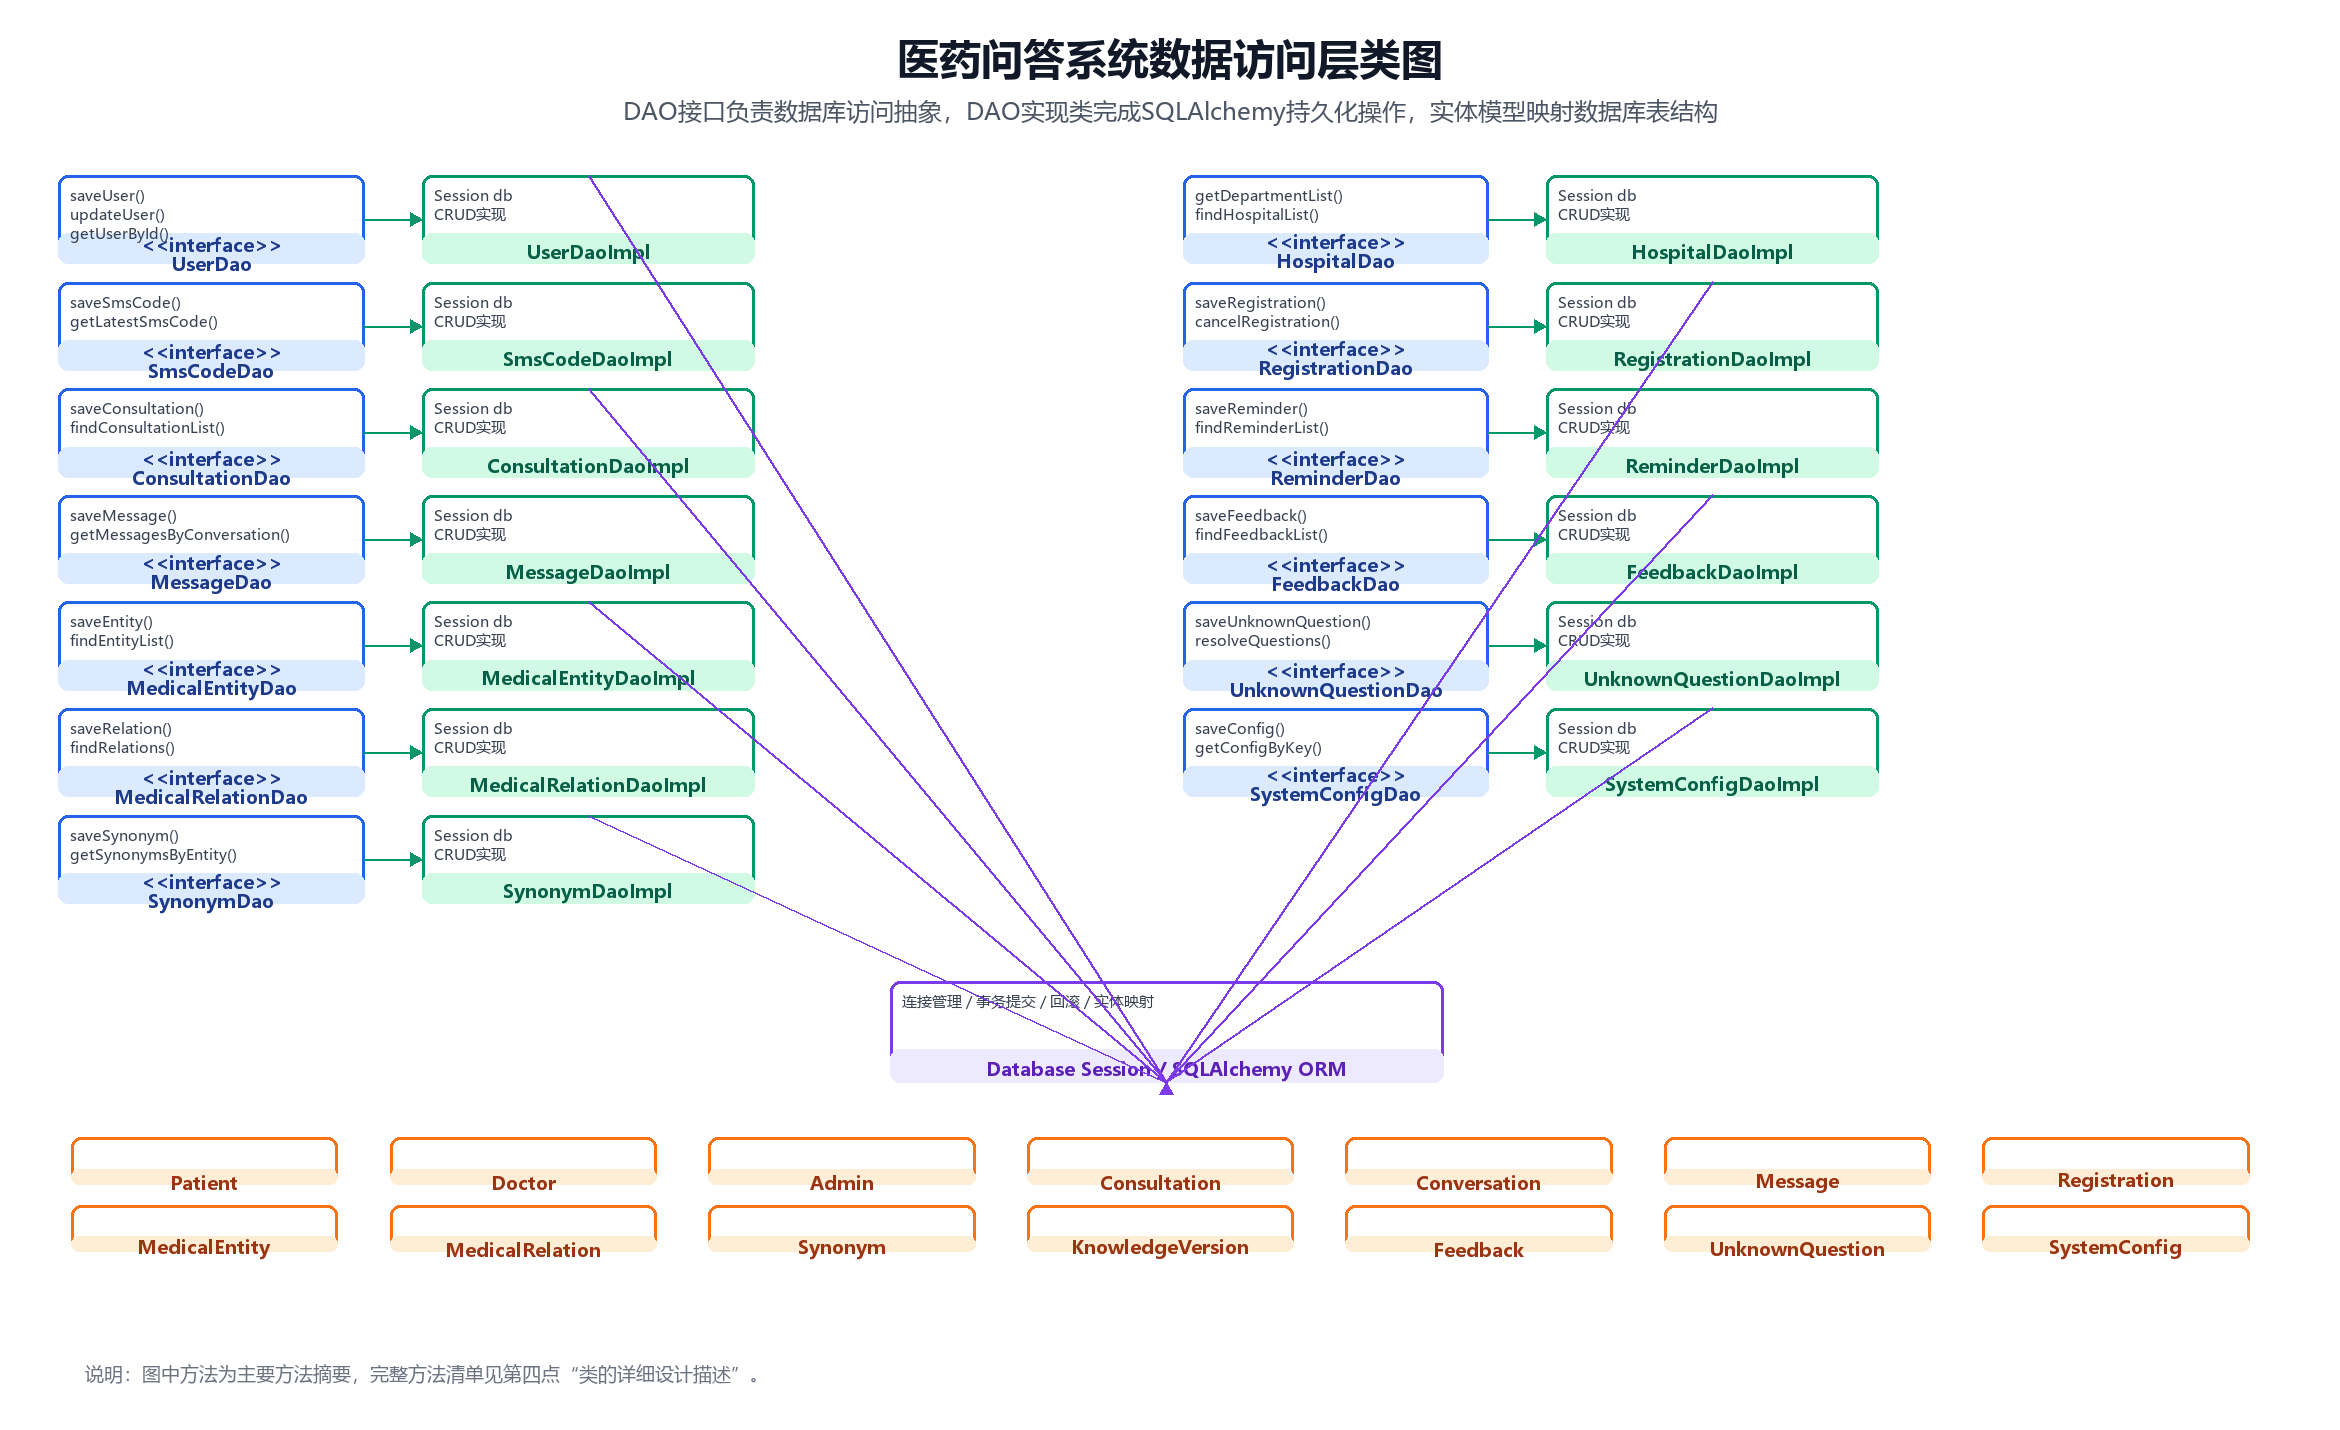 医药问答系统数据访问层类图
DAO接口负责数据库访问抽象，DAO实现类完成SQLAlchemy持久化操作，实体模型映射数据库表结构
saveUser()
updateUser()
getUserById()
<<interface>>
UserDao
Session db
CRUD实现
UserDaoImpl
saveSmsCode()
getLatestSmsCode()
<<interface>>
SmsCodeDao
Session db
CRUD实现
SmsCodeDaoImpl
saveConsultation()
findConsultationList()
<<interface>>
ConsultationDao
Session db
CRUD实现
ConsultationDaoImpl
saveMessage()
getMessagesByConversation()
<<interface>>
MessageDao
Session db
CRUD实现
MessageDaoImpl
saveEntity()
findEntityList()
<<interface>>
MedicalEntityDao
Session db
CRUD实现
MedicalEntityDaoImpl
saveRelation()
findRelations()
<<interface>>
MedicalRelationDao
Session db
CRUD实现
MedicalRelationDaoImpl
saveSynonym()
getSynonymsByEntity()
<<interface>>
SynonymDao
Session db
CRUD实现
SynonymDaoImpl
getDepartmentList()
findHospitalList()
<<interface>>
HospitalDao
Session db
CRUD实现
HospitalDaoImpl
saveRegistration()
cancelRegistration()
<<interface>>
RegistrationDao
Session db
CRUD实现
RegistrationDaoImpl
saveReminder()
findReminderList()
<<interface>>
ReminderDao
Session db
CRUD实现
ReminderDaoImpl
saveFeedback()
findFeedbackList()
<<interface>>
FeedbackDao
Session db
CRUD实现
FeedbackDaoImpl
saveUnknownQuestion()
resolveQuestions()
<<interface>>
UnknownQuestionDao
Session db
CRUD实现
UnknownQuestionDaoImpl
saveConfig()
getConfigByKey()
<<interface>>
SystemConfigDao
Session db
CRUD实现
SystemConfigDaoImpl
连接管理 / 事务提交 / 回滚 / 实体映射
Database Session / SQLAlchemy ORM
Patient
Doctor
Admin
Consultation
Conversation
Message
Registration
MedicalEntity
MedicalRelation
Synonym
KnowledgeVersion
Feedback
UnknownQuestion
SystemConfig
说明：图中方法为主要方法摘要，完整方法清单见第四点“类的详细设计描述”。